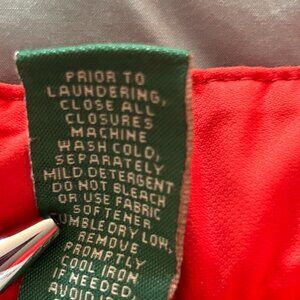 PRIOR TO
LAUNDERING,
CLOSE ALL
CLOSURES
MACHINE
WASH COLD,
SEPARATELY
MILD DETERGENT
DO NOT BLEACH
OR USE FABRIC
SOFTENER
TUMBLE DRY LOW,
REMOVE
PROMPTLY
COOL IRON
IF NEEDED,
AVOID